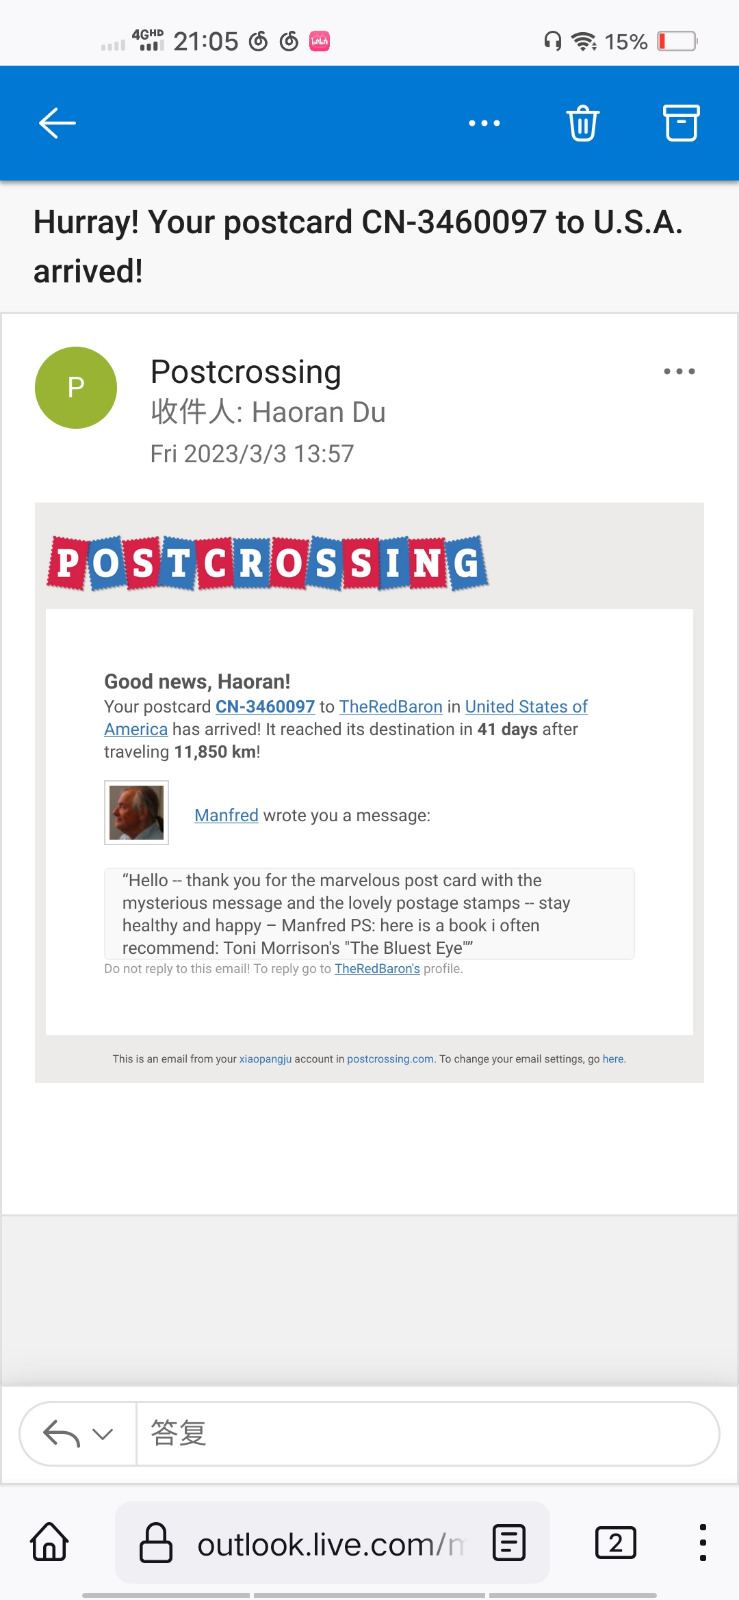 4GHD 21:05 LaLA 15%
Hurray! Your postcard CN-3460097 to U.S.A.
arrived!
P
Postcrossing
收件人: Haoran Du
Fri 2023/3/3 13:57
POSTCROSSING
Good news, Haoran!
Your postcard CN-3460097 to TheRedBaron in United States of
America has arrived! It reached its destination in 41 days after
traveling 11,850 km!
Manfred wrote you a message:
“Hello -- thank you for the marvelous post card with the
mysterious message and the lovely postage stamps -- stay
healthy and happy – Manfred PS: here is a book i often
recommend: Toni Morrison's "The Bluest Eye"”
Do not reply to this email! To reply go to TheRedBaron's profile.
This is an email from your xiaopangju account in postcrossing.com. To change your email settings, go here.
答复
outlook.live.com/m
2